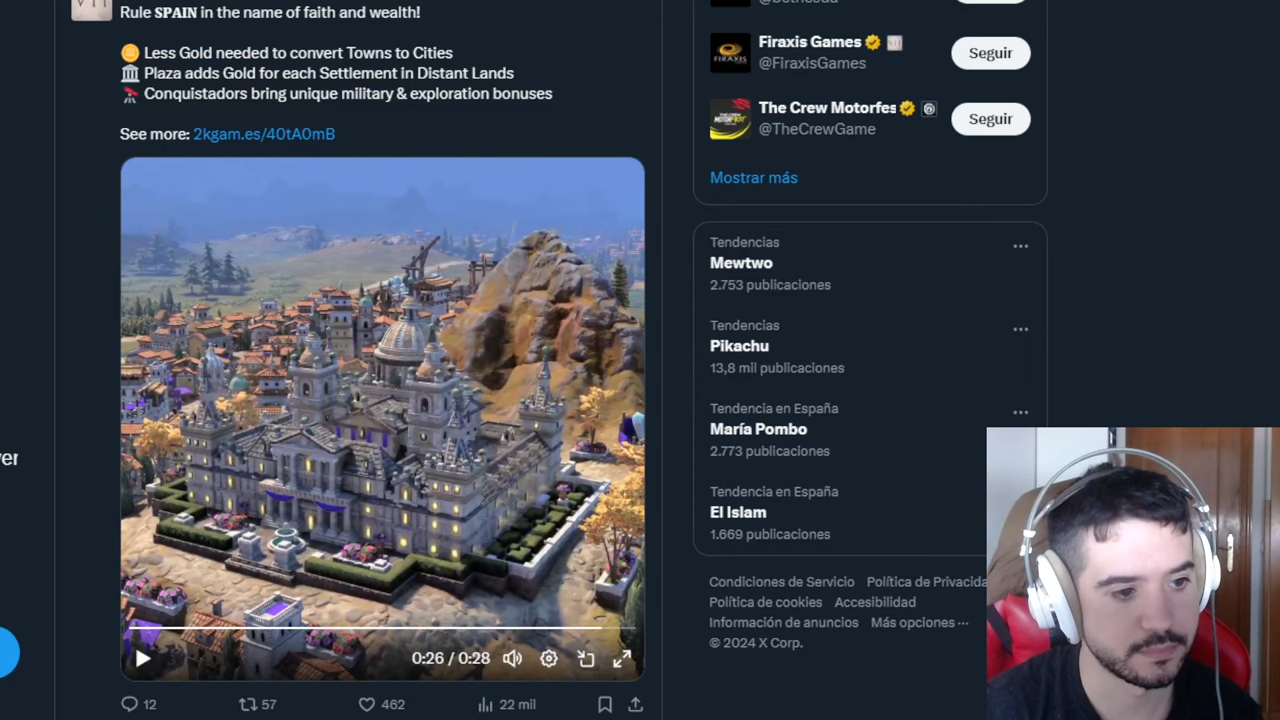 VII
Rule SPAIN in the name of faith and wealth!
Less Gold needed to convert Towns to Cities
Plaza adds Gold for each Settlement in Distant Lands
Conquistadors bring unique military & exploration bonuses
See more: 2kgam.es/40tA0mB
0:26 / 0:28
12
57
462
22 mil
Firaxis Games
@FiraxisGames
Seguir
The Crew Motorfes
@TheCrewGame
Seguir
Mostrar más
Tendencias
Mewtwo
2.753 publicaciones
Tendencias
Pikachu
13,8 mil publicaciones
Tendencia en España
María Pombo
2.773 publicaciones
Tendencia en España
El Islam
1.669 publicaciones
Condiciones de Servicio Política de Privacida
Política de cookies Accesibilidad
Información de anuncios Más opciones ···
© 2024 X Corp.